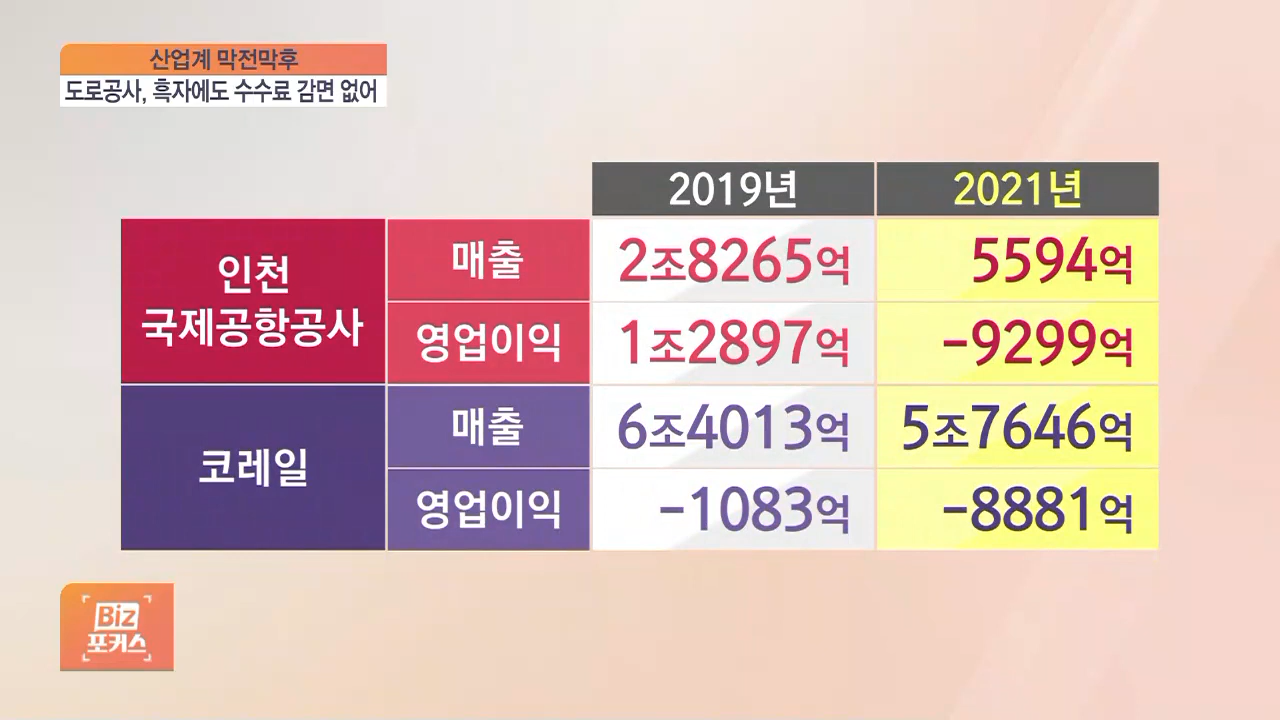 산업계 막전막후
도로공사, 흑자에도 수수료 감면 없어
2019년 2021년
인천
국제공항공사
매출 2조8265억 5594억
영업이익 1조2897억 -9299억
코레일
매출 6조4013억 5조7646억
영업이익 -1083억 -8881억
Biz
포커스